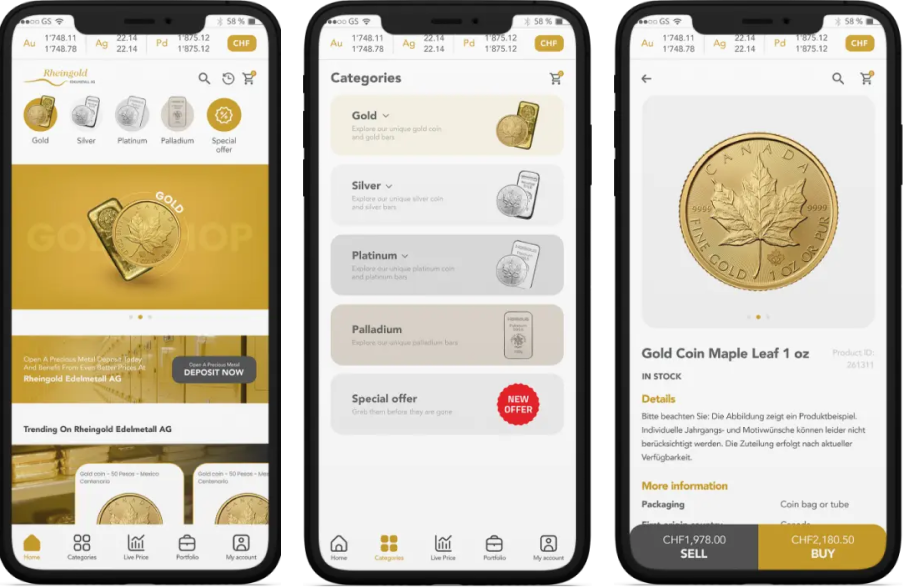 GS
58 %
Au
1'748.11
1'748.78
Ag
22.14
22.14
Pd
1'875.12
1'875.12
CHF
Rheingold
EDELMETALL AG
Gold
Silver
Platinum
Palladium
Special
offer
GOLD SHOP
GOLD
Open A Precious Metal Deposit Today
And Benefit From Even Better Prices At
Rheingold Edelmetall AG
Open A Precious Metal
DEPOSIT NOW
Trending On Rheingold Edelmetall AG
Gold coin – 50 Pesos – Mexico
Centenario
Gold coin – 50 Pesos
Centenario
Home
Categories
Live Price
Portfolio
My account
GS
58 %
Au
1'748.11
1'748.78
Ag
22.14
22.14
Pd
1'875.12
1'875.12
CHF
Categories
Gold
Explore our unique gold coin
and gold bars
Silver
Explore our unique silver coin
and silver bars
Platinum
Explore our unique platinum coin
and platinum bars
Palladium
Explore our unique palladium bars
Special offer
Grab them before they are gone
NEW
OFFER
Home
Categories
Live Price
Portfolio
My account
GS
58 %
Au
1'748.11
1'748.78
Ag
22.14
22.14
Pd
1'875.12
1'875.12
CHF
CANADA
9999
9999
FINE GOLD 1 OZ OR PUR
Gold Coin Maple Leaf 1 oz
Product ID:
261311
IN STOCK
Details
Bitte beachten Sie: Die Abbildung zeigt ein Produktbeispiel.
Individuelle Jahrgangs- und Motivwünsche können leider nicht
berücksichtigt werden. Die Zuteilung erfolgt nach aktueller
Verfügbarkeit.
More information
Packaging
Coin bag or tube
CHF1,978.00
SELL
CHF2,180.50
BUY